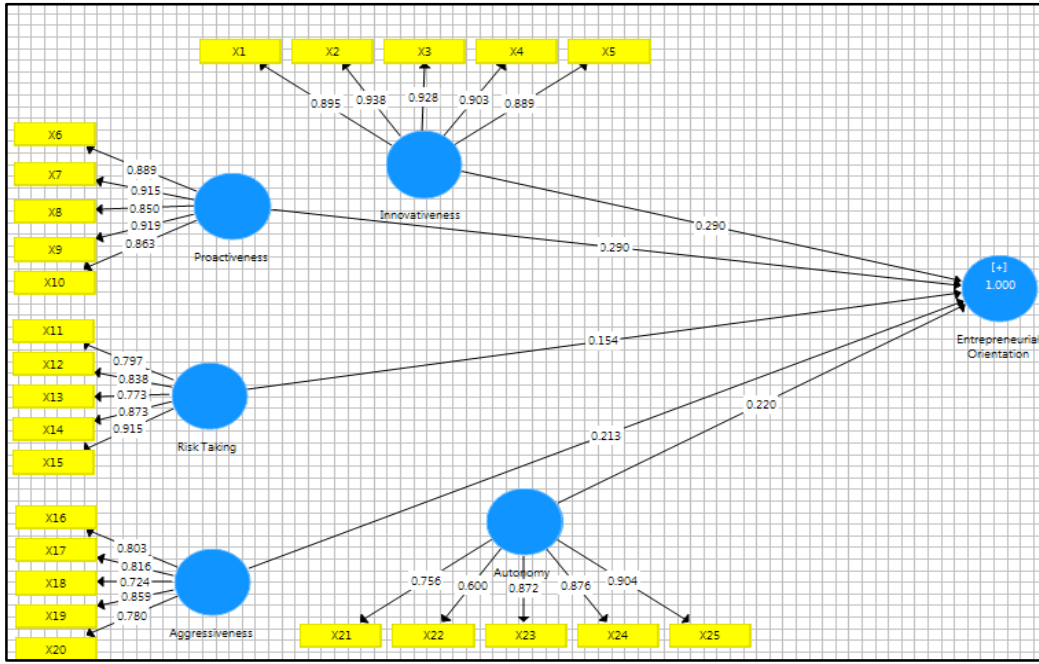 X1
X2
X3
X4
X5
0.895
0.938
0.928
0.903
0.889
Innovativeness
X6
X7
X8
X9
X10
0.889
0.915
0.850
0.919
0.863
Proactiveness
0.290
0.290
[+]
1.000
Entrepreneurial
Orientation
X11
X12
X13
X14
X15
0.797
0.838
0.773
0.873
0.915
Risk Taking
0.154
0.220
0.213
X16
X17
X18
X19
X20
0.803
0.816
0.724
0.859
0.780
Aggressiveness
Autonomy
0.756
0.600
0.872
0.876
0.904
X21
X22
X23
X24
X25